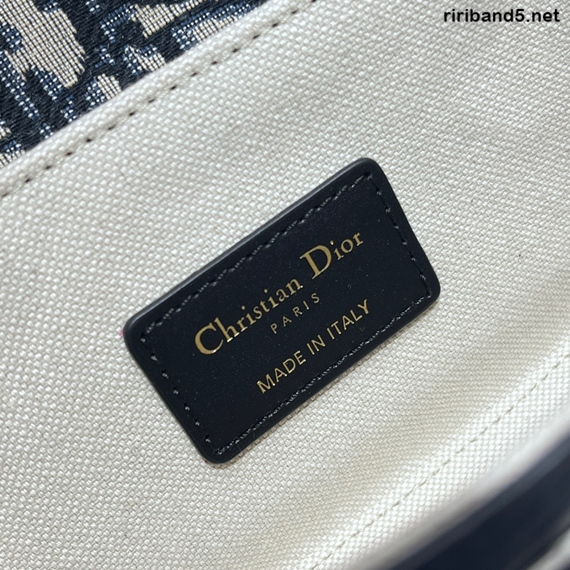 ririband5.net
Christian Dior
PARIS
MADE IN ITALY